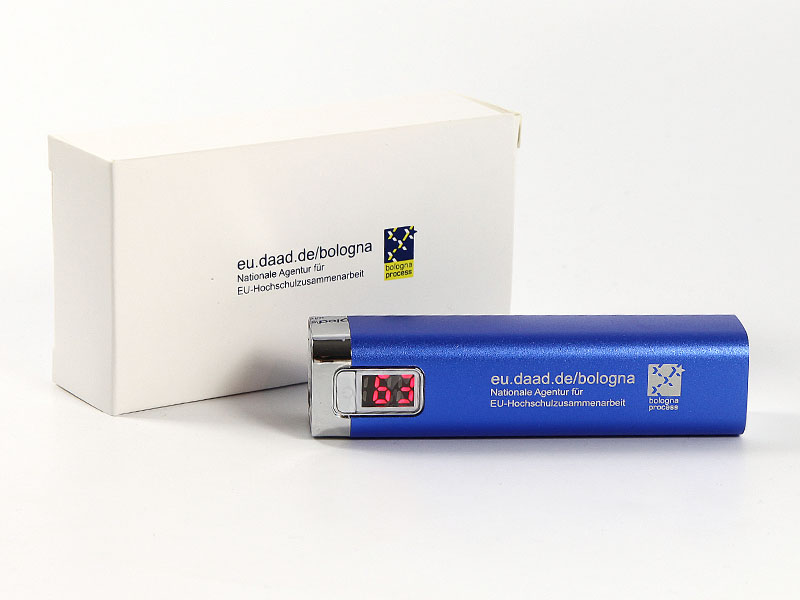 eu.daad.de/bologna
Nationale Agentur für
EU-Hochschulzusammenarbeit
bologna
process
eu.daad.de/bologna
Nationale Agentur für
EU-Hochschulzusammenarbeit
bologna
process